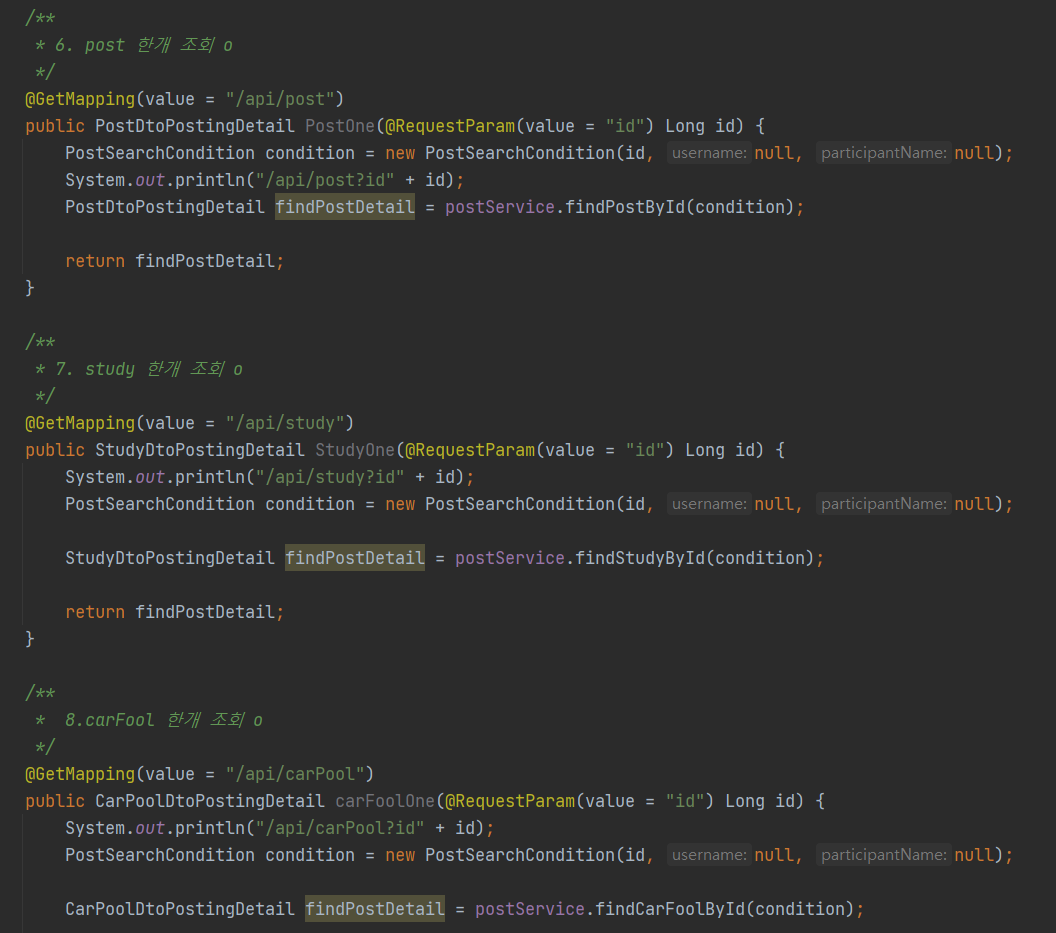 /**
* 6. post 한개 조회 o
*/
@GetMapping(value = "/api/post")
public PostDtoPostingDetail PostOne(@RequestParam(value = "id") Long id) {
PostSearchCondition condition = new PostSearchCondition(id, username: null, participantName: null);
System.out.println("/api/post?id" + id);
PostDtoPostingDetail findPostDetail = postService.findPostById(condition);
return findPostDetail;
}
/**
* 7. study 한개 조회 o
*/
@GetMapping(value = "/api/study")
public StudyDtoPostingDetail StudyOne(@RequestParam(value = "id") Long id) {
System.out.println("/api/study?id" + id);
PostSearchCondition condition = new PostSearchCondition(id, username: null, participantName: null);
StudyDtoPostingDetail findPostDetail = postService.findStudyById(condition);
return findPostDetail;
}
/**
* 8.carFool 한개 조회 o
*/
@GetMapping(value = "/api/carPool")
public CarPoolDtoPostingDetail carFoolOne(@RequestParam(value = "id") Long id) {
System.out.println("/api/carPool?id" + id);
PostSearchCondition condition = new PostSearchCondition(id, username: null, participantName: null);
CarPoolDtoPostingDetail findPostDetail = postService.findCarFoolById(condition);